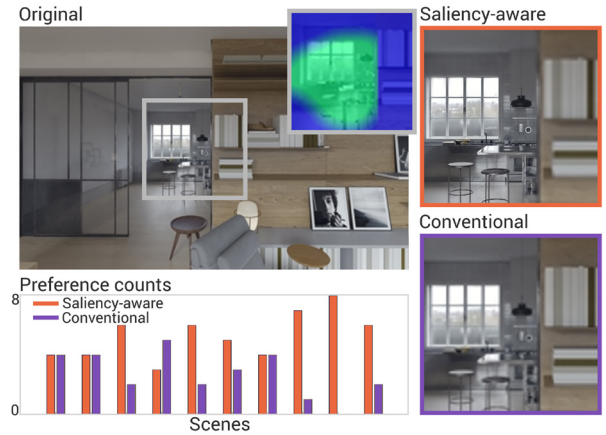 Original
Saliency-aware
Conventional
Preference counts
8
Saliency-aware
Conventional
0
Scenes